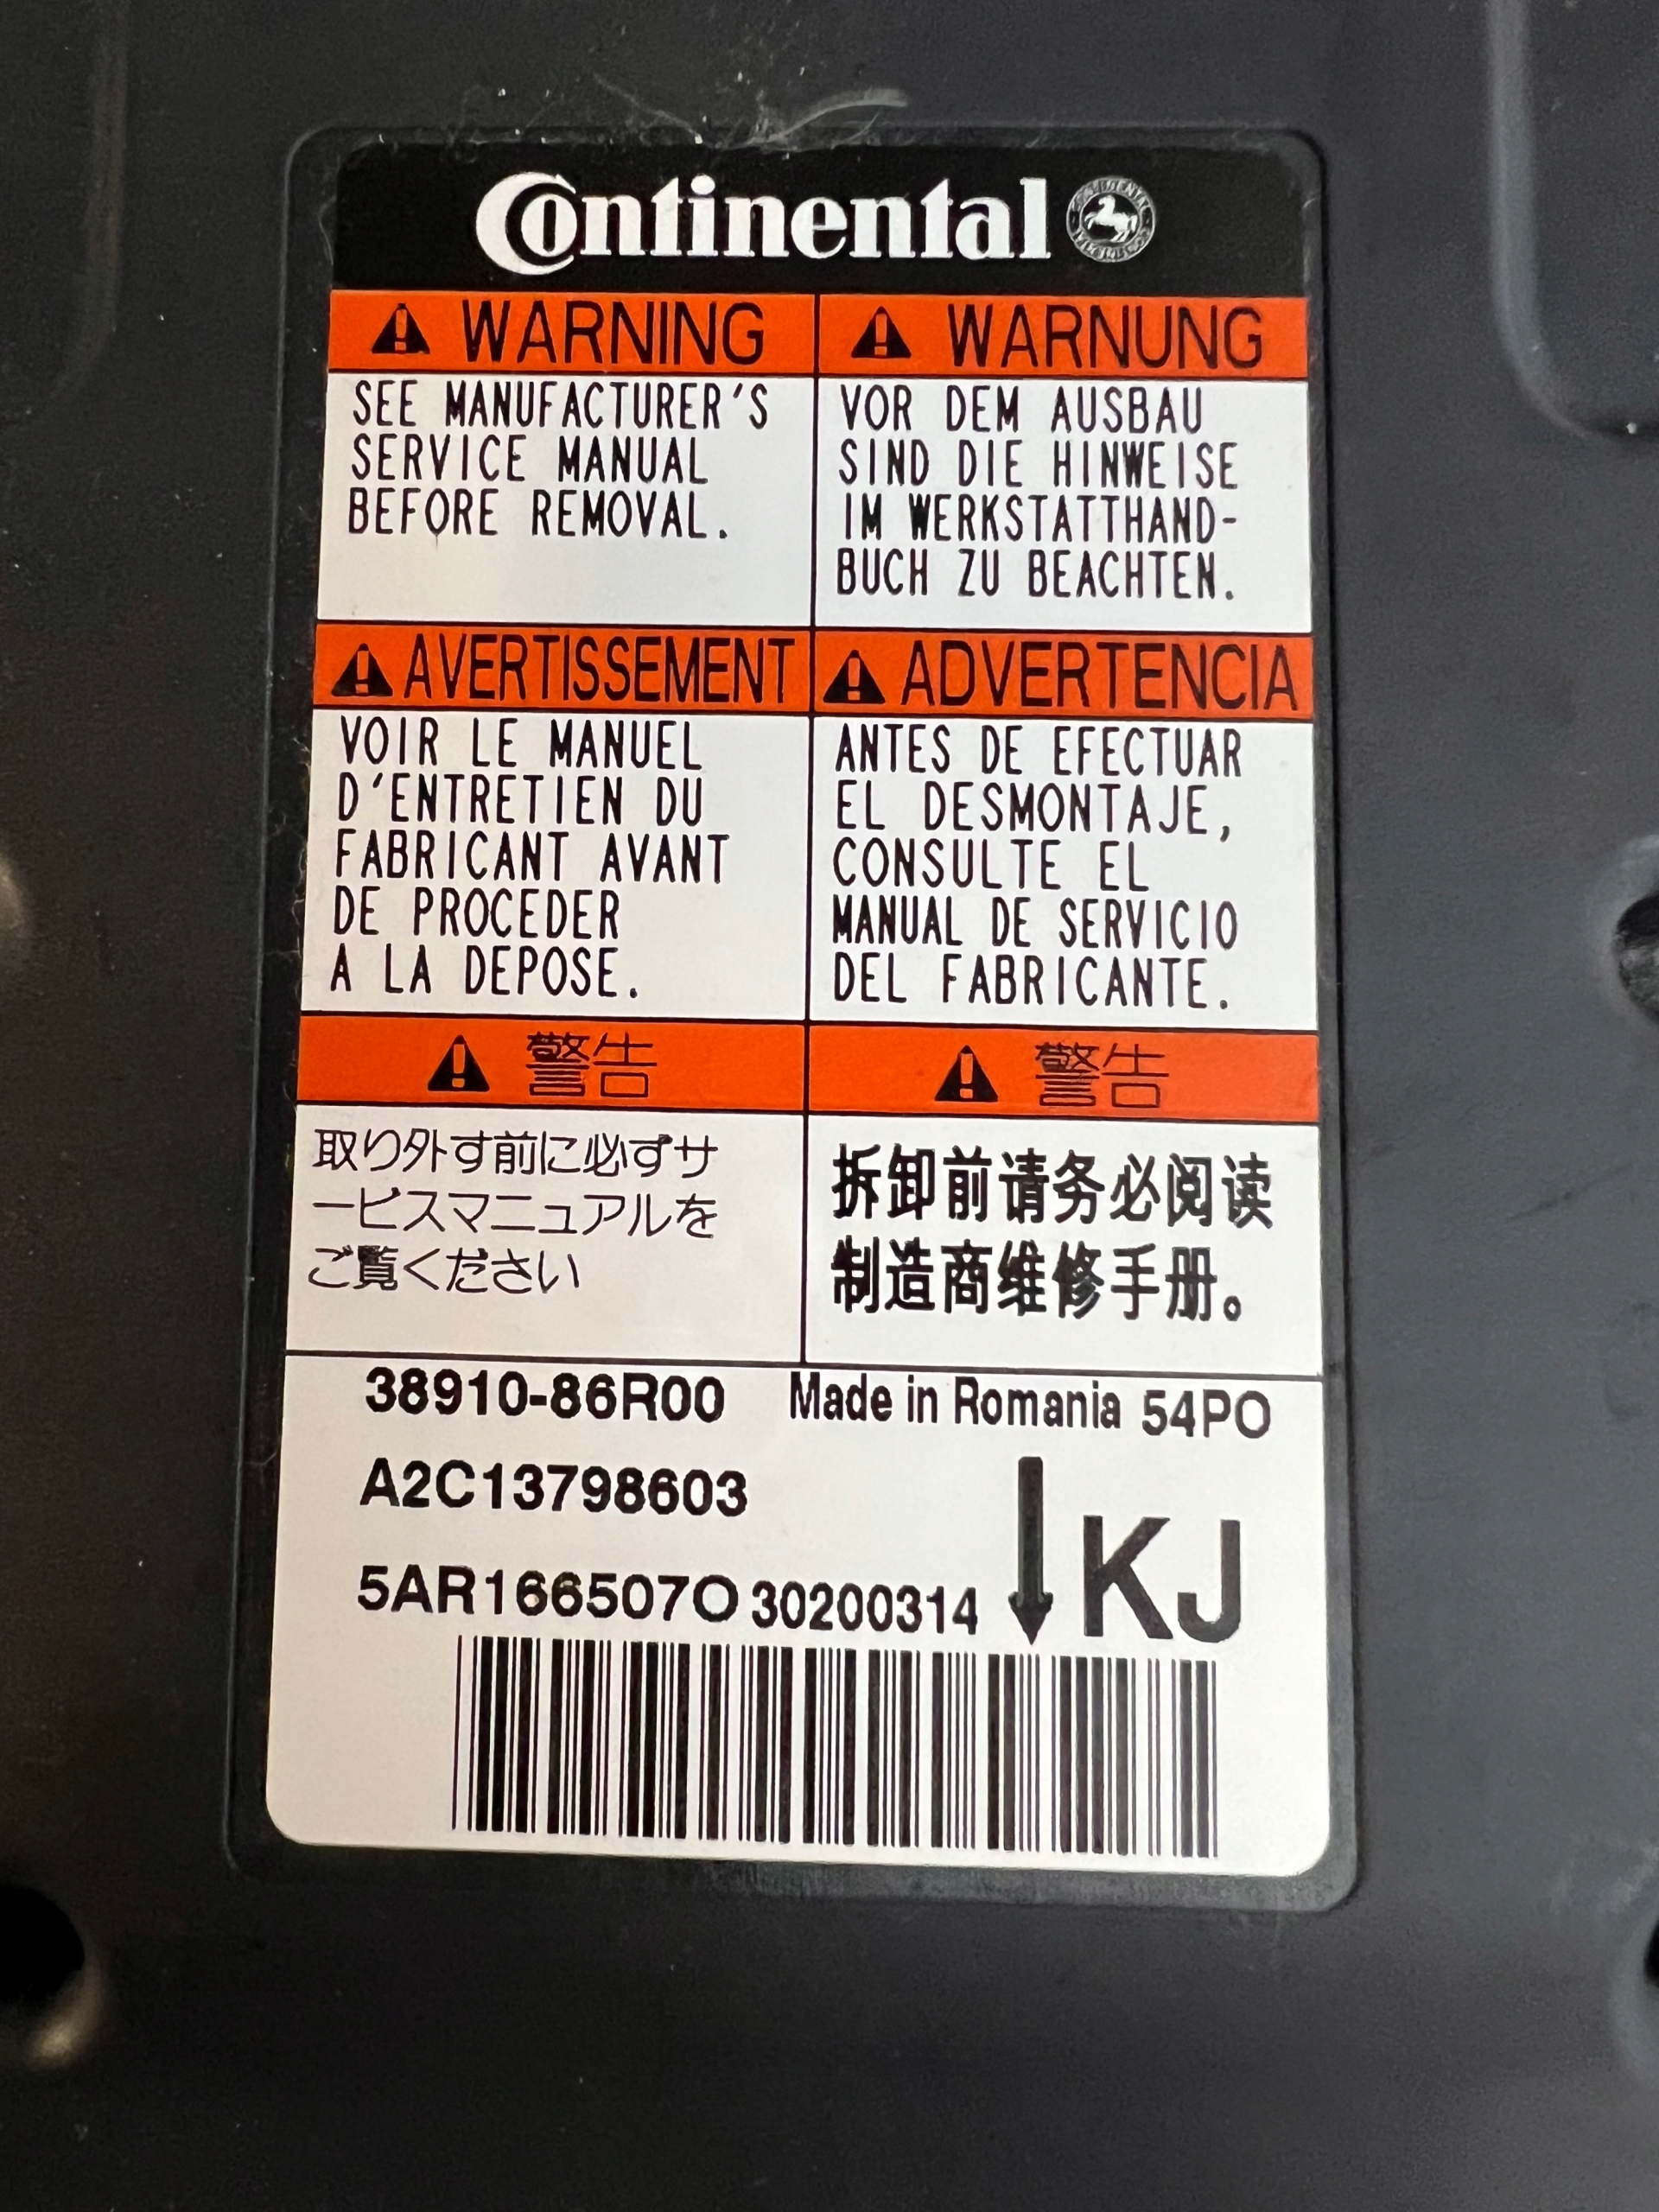 Continental
WARNING
SEE MANUFACTURER'S
SERVICE MANUAL
BEFORE REMOVAL.
WARNUNG
VOR DEM AUSBAU
SIND DIE HINWEISE
IM WERKSTATTHAND-
BUCH ZU BEACHTEN.
AVERTISSEMENT
VOIR LE MANUEL
D'ENTRETIEN DU
FABRICANT AVANT
DE PROCEDER
A LA DEPOSE.
ADVERTENCIA
ANTES DE EFECTUAR
EL DESMONTAJE,
CONSULTE EL
MANUAL DE SERVICIO
DEL FABRICANTE.
警告
取り外す前に必ずサ
ービスマニュアルを
ご覧ください
警告
拆卸前请务必阅读
制造商维修手册。
38910-86R00 Made in Romania 54PO
A2C13798603
5AR166507O 30200314
KJ